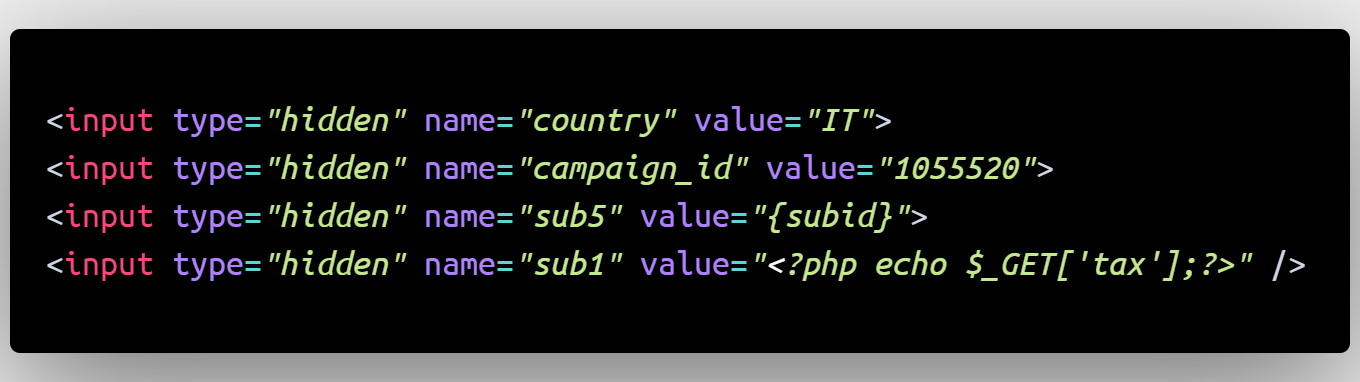 <input type="hidden" name="country" value="IT">
<input type="hidden" name="campaign_id" value="1055520">
<input type="hidden" name="sub5" value="{subid}">
<input type="hidden" name="sub1" value="<?php echo $_GET['tax'];?>" />